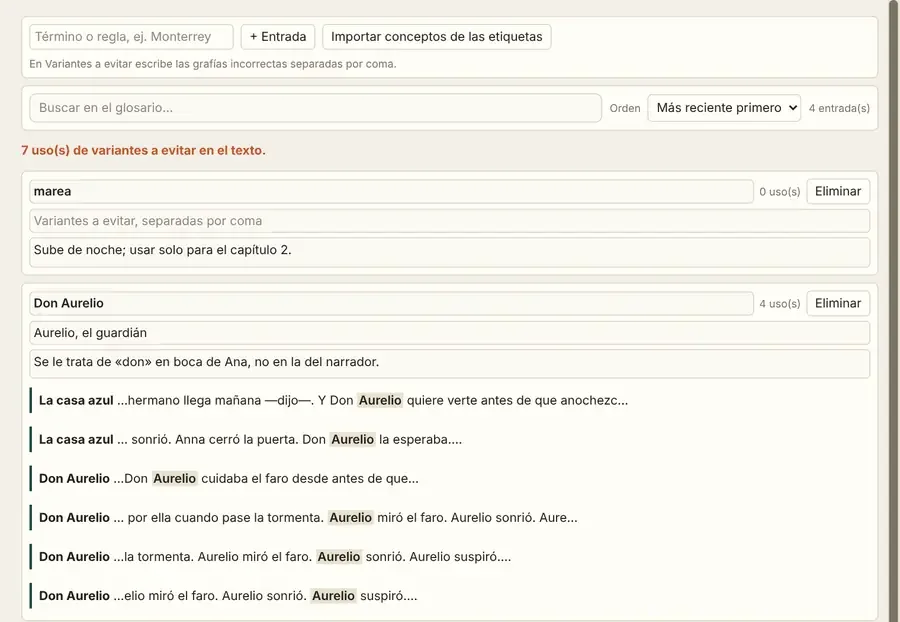 Término o regla, ej. Monterrey + Entrada Importar conceptos de las etiquetas
En Variantes a evitar escribe las grafías incorrectas separadas por coma.
Buscar en el glosario... Orden Más reciente primero 4 entrada(s)
7 uso(s) de variantes a evitar en el texto.
marea 0 uso(s) Eliminar
Variantes a evitar, separadas por coma
Sube de noche; usar solo para el capítulo 2.
Don Aurelio 4 uso(s) Eliminar
Aurelio, el guardián
Se le trata de «don» en boca de Ana, no en la del narrador.
La casa azul ...hermano llega mañana —dijo—. Y Don Aurelio quiere verte antes de que anochezc...
La casa azul ... sonrió. Anna cerró la puerta. Don Aurelio la esperaba....
Don Aurelio ...Don Aurelio cuidaba el faro desde antes de que...
Don Aurelio ... por ella cuando pase la tormenta. Aurelio miró el faro. Aurelio sonrió. Aure...
Don Aurelio ...la tormenta. Aurelio miró el faro. Aurelio sonrió. Aurelio suspiró....
Don Aurelio ...elio miró el faro. Aurelio sonrió. Aurelio suspiró....